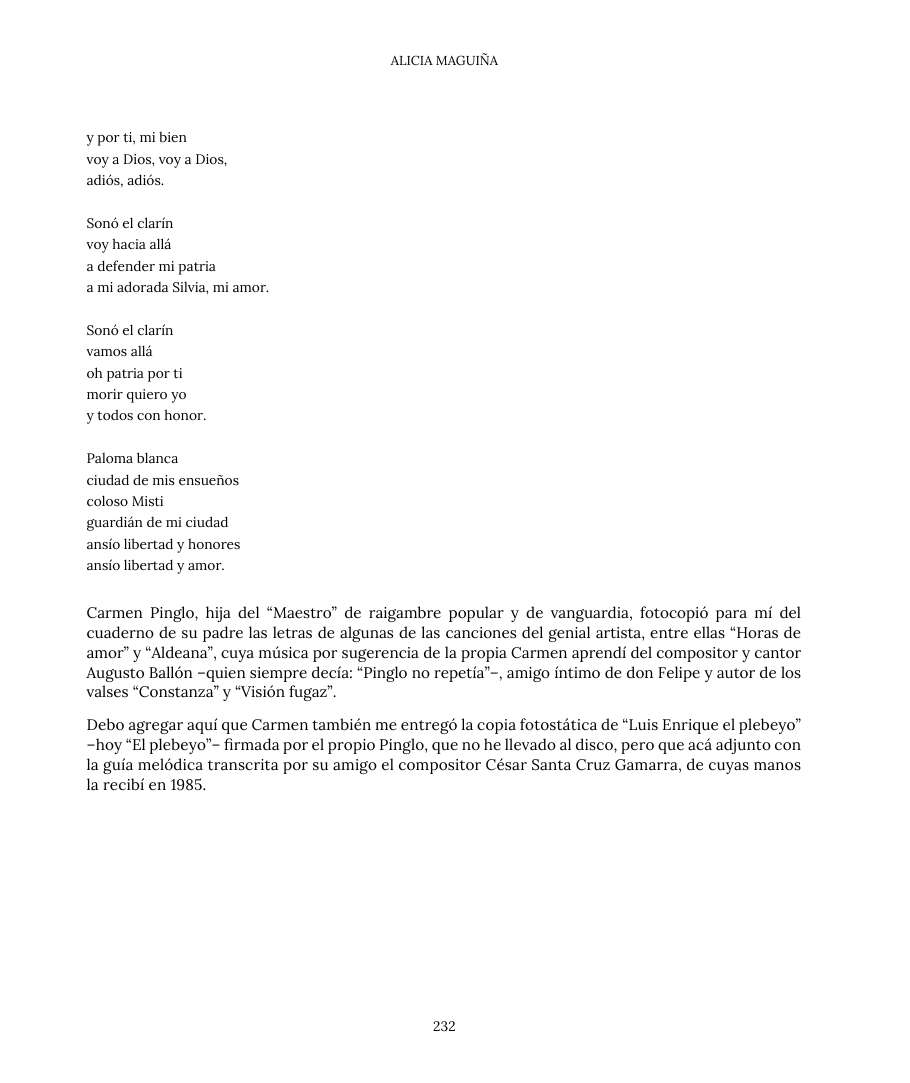 ALICIA MAGUIÑA
y por ti, mi bien
voy a Dios, voy a Dios,
adiós, adiós.
Sonó el clarín
voy hacia allá
a defender mi patria
a mi adorada Silvia, mi amor.
Sonó el clarín
vamos allá
oh patria por ti
morir quiero yo
y todos con honor.
Paloma blanca
ciudad de mis ensueños
coloso Misti
guardián de mi ciudad
ansío libertad y honores
ansío libertad y amor.
Carmen Pinglo, hija del “Maestro” de raigambre popular y de vanguardia, fotocopió para mí del
cuaderno de su padre las letras de algunas de las canciones del genial artista, entre ellas “Horas de
amor” y “Aldeana”, cuya música por sugerencia de la propia Carmen aprendí del compositor y cantor
Augusto Ballón –quien siempre decía: “Pinglo no repetía”–, amigo íntimo de don Felipe y autor de los
valses “Constanza” y “Visión fugaz”.
Debo agregar aquí que Carmen también me entregó la copia fotostática de “Luis Enrique el plebeyo”
–hoy “El plebeyo”– firmada por el propio Pinglo, que no he llevado al disco, pero que acá adjunto con
la guía melódica transcrita por su amigo el compositor César Santa Cruz Gamarra, de cuyas manos
la recibí en 1985.
232